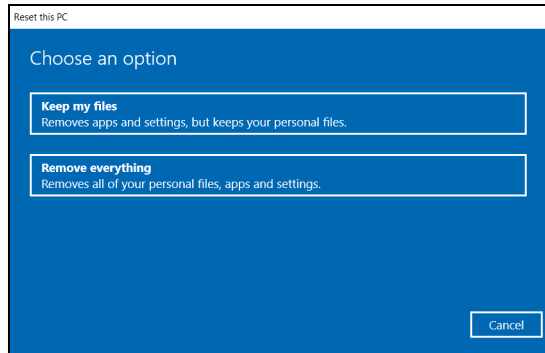 Reset this PC
Choose an option
Keep my files
Removes apps and settings, but keeps your personal files.
Remove everything
Removes all of your personal files, apps and settings.
Cancel